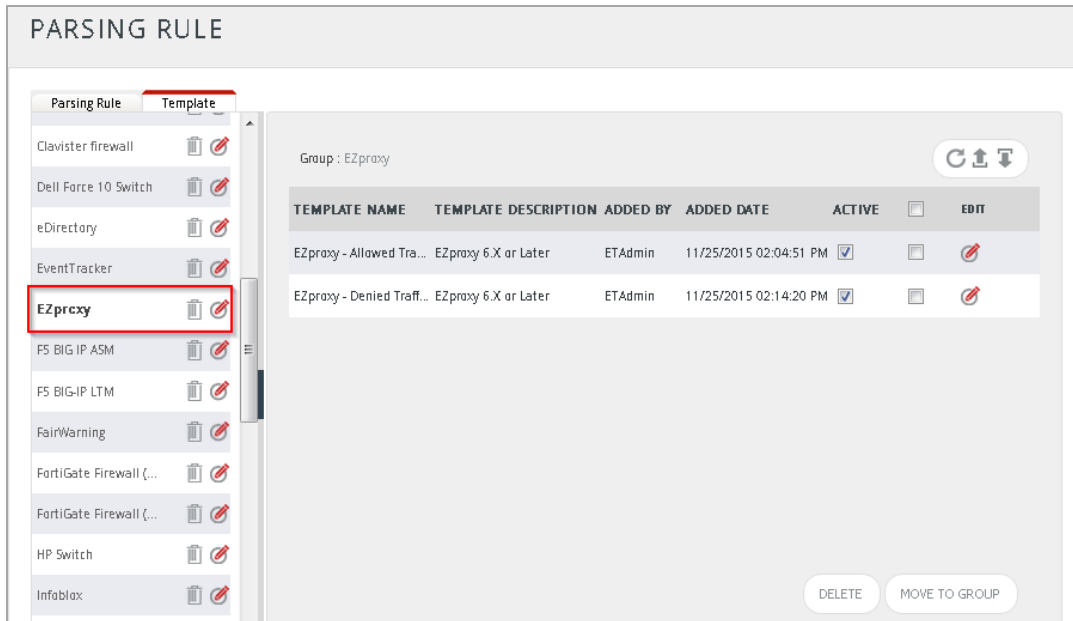 PARSING RULE
Parsing Rule Template
Clavister firewall
Dell Force 10 Switch
eDirectory
EventTracker
EZproxy
F5 BIG IP ASM
F5 BIG-IP LTM
FairWarning
FortiGate Firewall (...
FortiGate Firewall (...
HP Switch
Infoblox
Group : EZproxy
TEMPLATE NAME TEMPLATE DESCRIPTION ADDED BY ADDED DATE ACTIVE EDIT
EZproxy - Allowed Tra... EZproxy 6.X or Later ETAdmin 11/25/2015 02:04:51 PM
EZproxy - Denied Traff... EZproxy 6.X or Later ETAdmin 11/25/2015 02:14:20 PM
DELETE MOVE TO GROUP